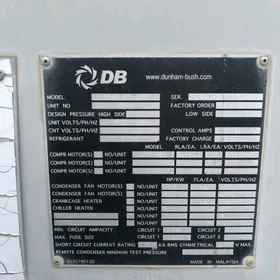 DB
www.dunham-bush.com
MODEL SER.
UNIT NO FACTORY ORDER
DESIGN PRESSURE HIGH SIDE LOW SIDE
UNIT VOLTS/PH/HZ
CNT VOLTS/PH/HZ CONTROL AMPS
REFRIGERANT FACTORY CHARGE
RLA/EA. LRA/EA. VOLTS/PH/HZ
COMPR MOTOR(S) NO/UNIT
COMPR MOTOR(S) NO/UNIT
COMPR MOTOR(S) NO/UNIT
HP/KW FLA/EA. VOLTS/PH/HZ
CONDENSER FAN MOTOR(S) NO/UNIT
CONDENSER FAN MOTOR(S) NO/UNIT
CRANKCASE HEATER NO/UNIT
CHILLER HEATER NO/UNIT
MIN. CIRCUIT AMPACITY CIRCUIT 1 CIRCUIT 2
MAX. FUSE SIZE CIRCUIT 1 CIRCUIT 2
SHORT CIRCUIT CURRENT RATING KA RMS SYMMETRICAL V MAX
REMOTE CONDENSER MINIMUM TEST PRESSURE
MADE IN MALAYSIA